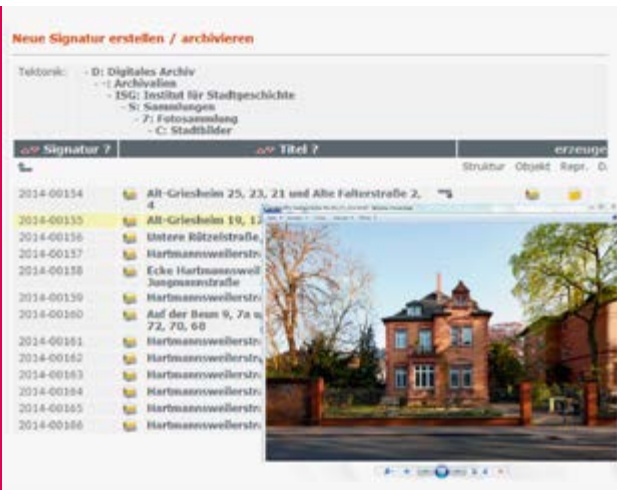 Neue Signatur erstellen / archivieren
Tektonik: - D: Digitales Archiv
- -: Archivalien
- ISG: Institut für Stadtgeschichte
- S: Sammlungen
- 7: Fotosammlung
- C: Stadtbilder
Signatur ? Titel ? erzeuge
Struktur Objekt Repr. D.
2014-00154 Alt-Griesheim 25, 23, 21 und Alte Falterstraße 2,
4
2014-00155 Alt-Griesheim 19, 17
2014-00156 Untere Rützelstraße,
2014-00157 Hartmannsweilerstr.
2014-00158 Ecke Hartmannsweil
Jungmannstraße
2014-00159 Hartmannsweilerstr.
2014-00160 Auf der Beun 9, 7a u
72, 70, 68
2014-00161 Hartmannsweilerstr.
2014-00162 Hartmannsweilerstr.
2014-00163 Hartmannsweilerstr.
2014-00164 Hartmannsweilerstr.
2014-00165 Hartmannsweilerstr.
2014-00166 Hartmannsweilerstr.